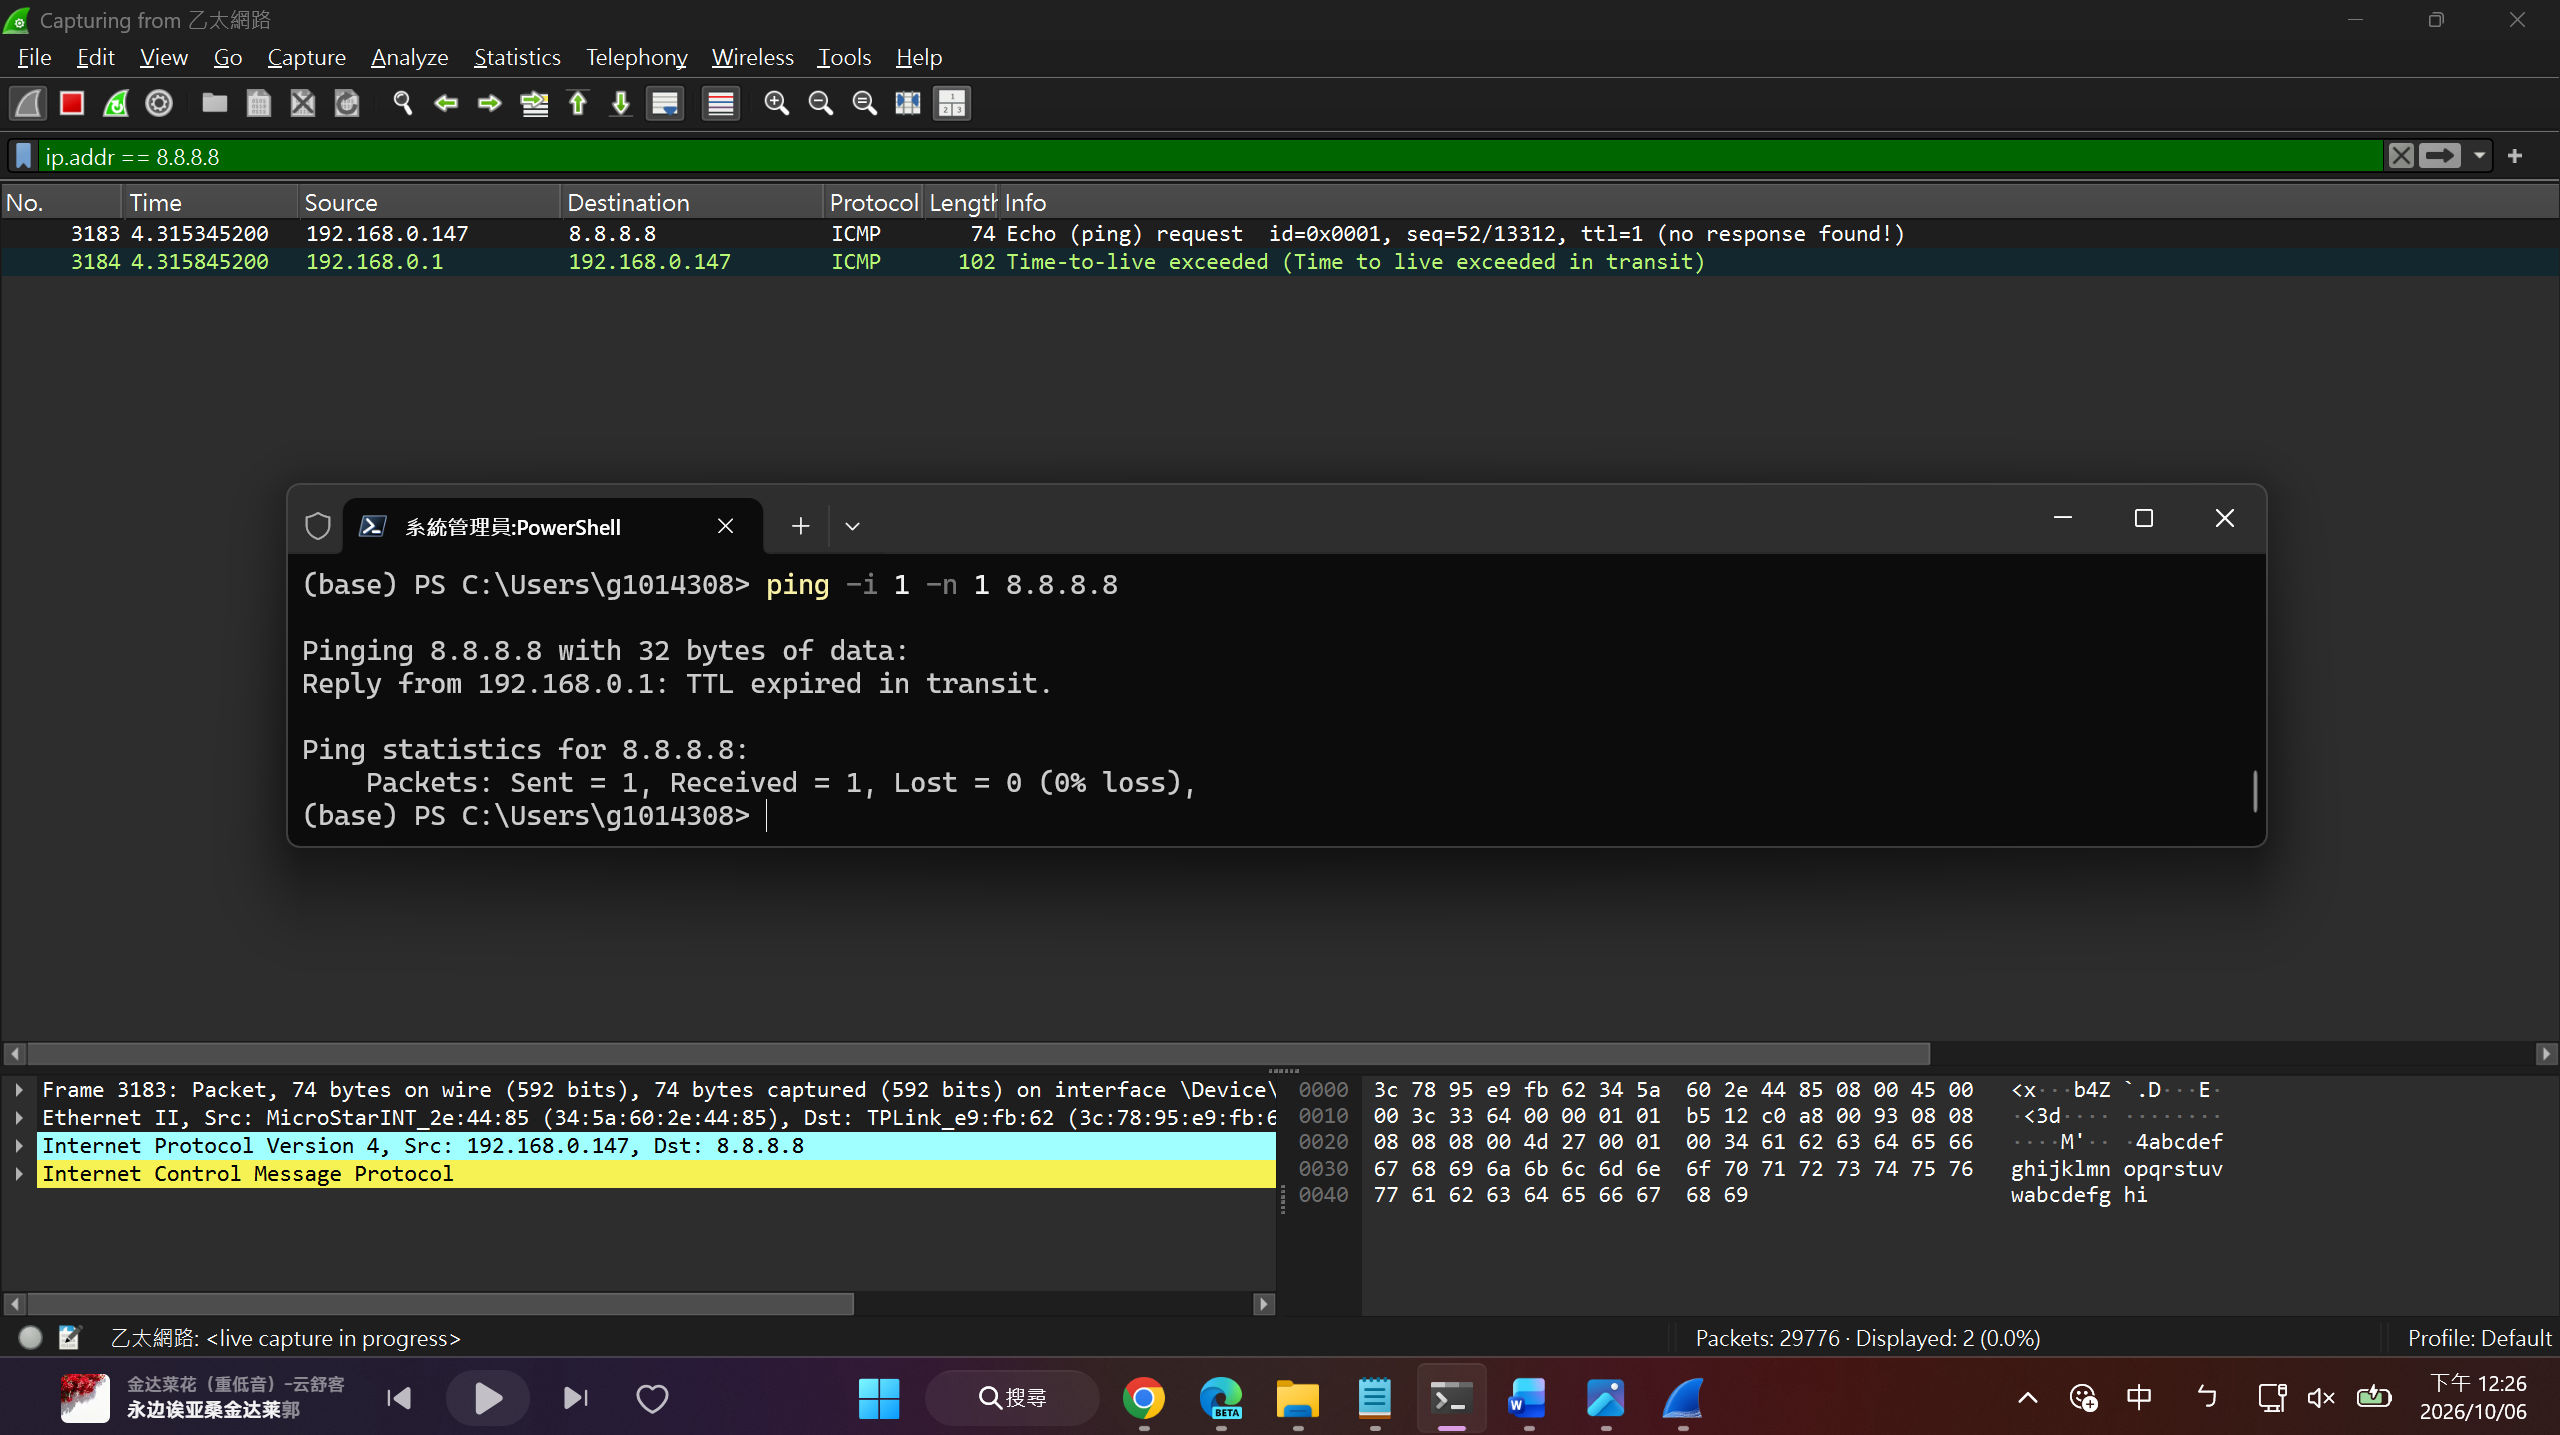 Capturing from 乙太網路
File Edit View Go Capture Analyze Statistics Telephony Wireless Tools Help
ip.addr == 8.8.8.8
No. Time Source Destination Protocol Length Info
3183 4.315345200 192.168.0.147 8.8.8.8 ICMP 74 Echo (ping) request id=0x0001, seq=52/13312, ttl=1 (no response found!)
3184 4.315845200 192.168.0.1 192.168.0.147 ICMP 102 Time-to-live exceeded (Time to live exceeded in transit)
系統管理員:PowerShell
(base) PS C:\Users\g1014308> ping -i 1 -n 1 8.8.8.8
Pinging 8.8.8.8 with 32 bytes of data:
Reply from 192.168.0.1: TTL expired in transit.
Ping statistics for 8.8.8.8:
Packets: Sent = 1, Received = 1, Lost = 0 (0% loss),
(base) PS C:\Users\g1014308>
Frame 3183: Packet, 74 bytes on wire (592 bits), 74 bytes captured (592 bits) on interface \Device\
Ethernet II, Src: MicroStarINT_2e:44:85 (34:5a:60:2e:44:85), Dst: TPLink_e9:fb:62 (3c:78:95:e9:fb:6
Internet Protocol Version 4, Src: 192.168.0.147, Dst: 8.8.8.8
Internet Control Message Protocol
0000 3c 78 95 e9 fb 62 34 5a 60 2e 44 85 08 00 45 00 <x···b4Z `.D···E·
0010 00 3c 33 64 00 00 01 01 b5 12 c0 a8 00 93 08 08 ·<3d···· ········
0020 08 08 08 00 4d 27 00 01 00 34 61 62 63 64 65 66 ····M'·· ·4abcdef
0030 67 68 69 6a 6b 6c 6d 6e 6f 70 71 72 73 74 75 76 ghijklmn opqrstuv
0040 77 61 62 63 64 65 66 67 68 69 wabcdefg hi
乙太網路: <live capture in progress>
Packets: 29776 · Displayed: 2 (0.0%)
Profile: Default
金达菜花（重低音）-云舒客
永边诶亚桑金达莱郭
搜尋
BETA
中
ㄅ
下午 12:26
2026/10/06